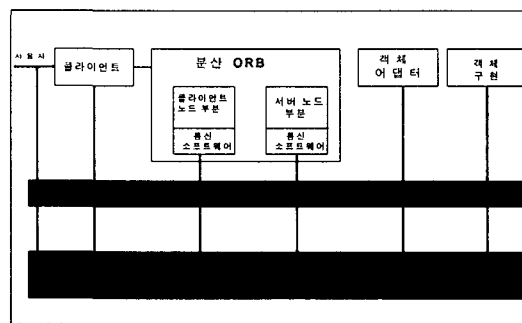 사용자
클라이언트
분산 ORB
클라이언트
노드 부분
통신
소프트웨어
서버 노드
부분
통신
소프트웨어
객체
어댑터
객체
구현